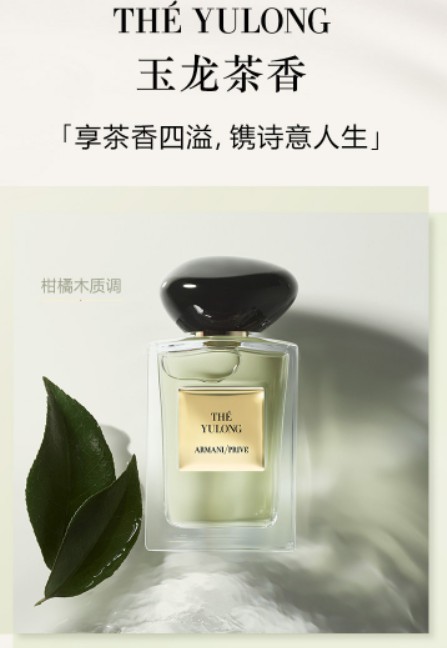 THÉ YULONG
玉龙茶香
「享茶香四溢, 镌诗意人生」
柑橘木质调
THÉ
YULONG
ARMANI/PRIVÉ